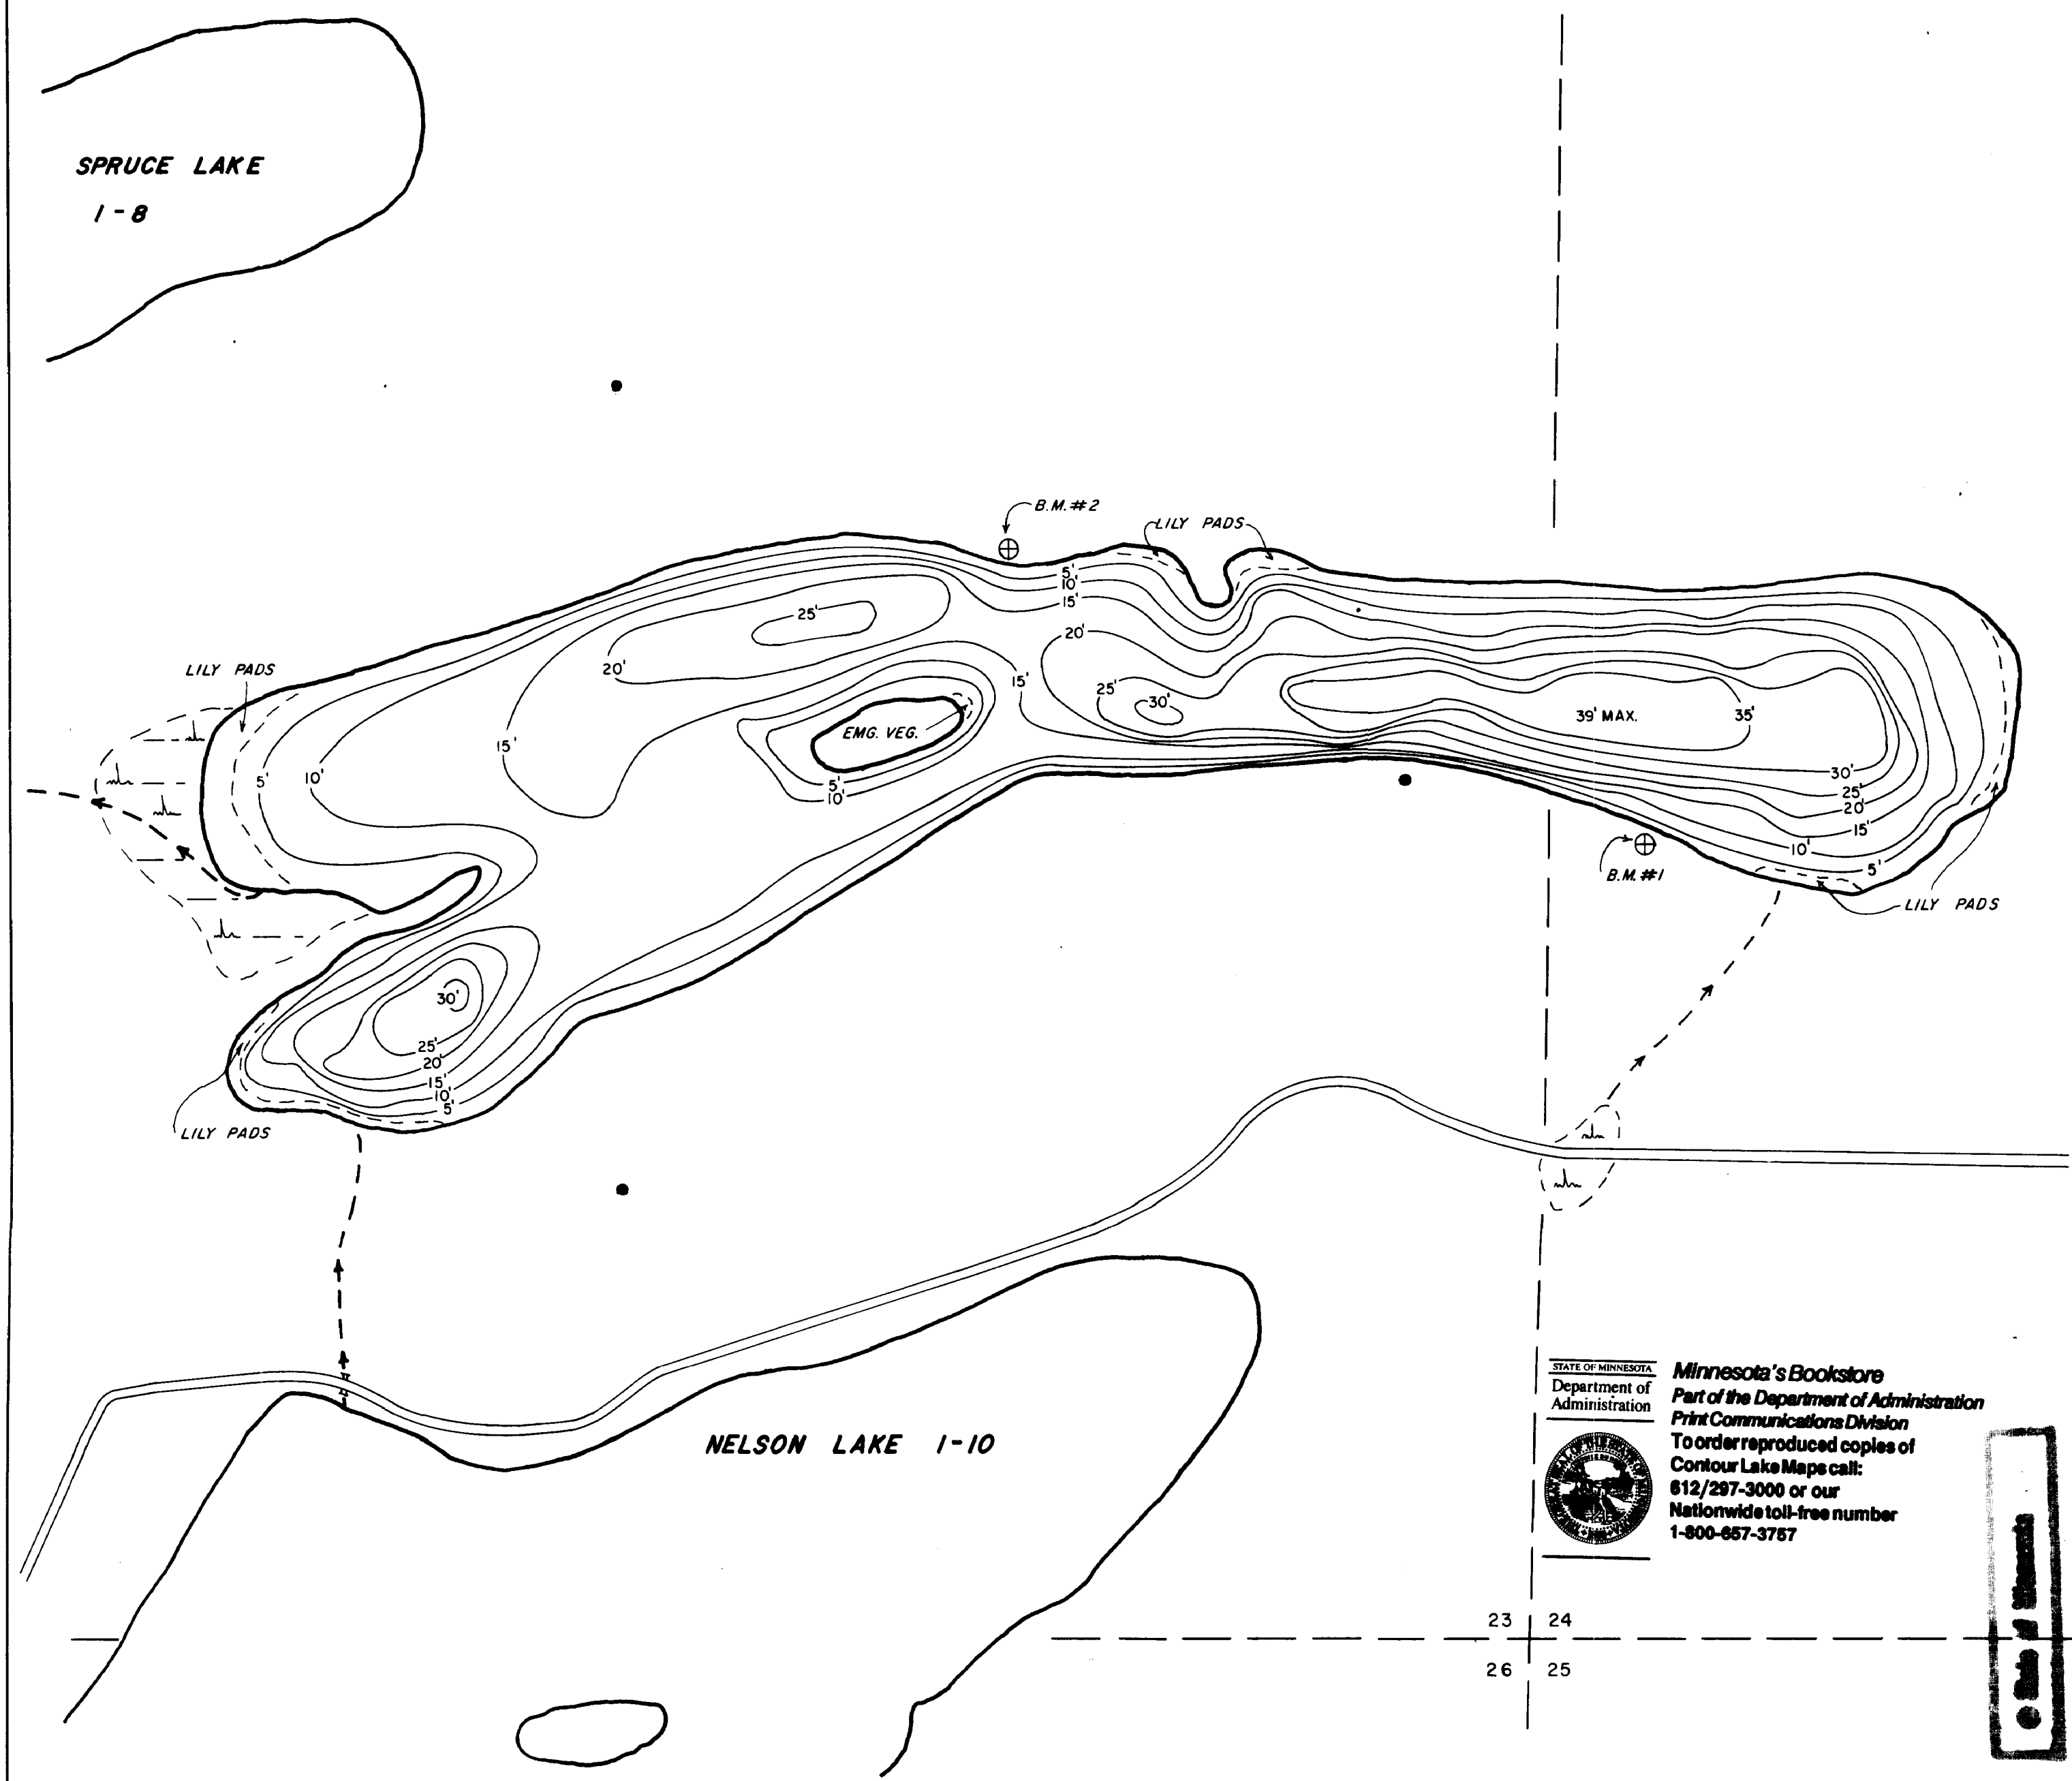 SPRUCE LAKE
1-8
B.M.#2
LILY PADS
5'
10'
15'
25'
20'
20'
LILY PADS
15'
25'
30'
39' MAX.
35'
EMG. VEG.
15'
5'
10'
5'
10'
30'
25'
20'
15'
10'
5'
B.M.#1
LILY PADS
30'
25'
20'
15'
10'
5'
LILY PADS
NELSON LAKE 1-10
STATE OF MINNESOTA
Department of
Administration
Minnesota's Bookstore
Part of the Department of Administration
Print Communications Division
To order reproduced copies of
Contour Lake Maps call:
612/297-3000 or our
Nationwide toll-free number
1-800-657-3757
23 24
26 25
© State of Minnesota